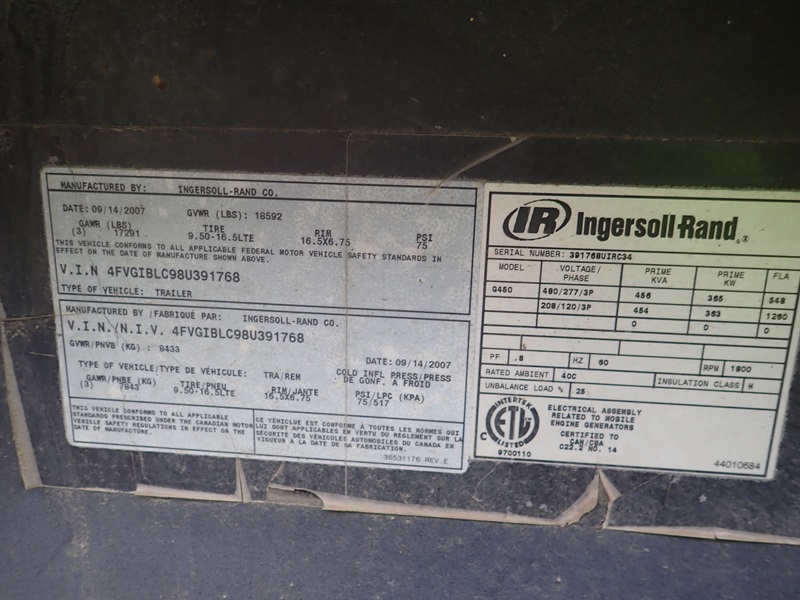 MANUFACTURED BY: INGERSOLL-RAND CO.
DATE: 09/14/2007 GVWR (LBS): 18592
GAWR (LBS) TIRE RIM PSI
(3) 17291 9.50-16.5LTE 16.5X6.75 75
THIS VEHICLE CONFORMS TO ALL APPLICABLE FEDERAL MOTOR VEHICLE SAFETY STANDARDS IN
EFFECT ON THE DATE OF MANUFACTURE SHOWN ABOVE.
V.I.N 4FVGIBLC98U391768
TYPE OF VEHICLE: TRAILER
MANUFACTURED BY /FABRIQUÉ PAR: INGERSOLL-RAND CO.
V.I.N./N.I.V. 4FVGIBLC98U391768
GVWR/PNVB (KG) : 8433 DATE: 09/14/2007
TYPE OF VEHICLE/TYPE DE VÉHICULE: TRA/REM COLD INFL PRESS/PRESS
DE GONF. A FROID
GAWR/PNBE (KG) TIRE/PNEU RIM/JANTE PSI/LPC (KPA)
(3) 7843 9.50-16.5LTE 16.5X6.75 75/517
THIS VEHICLE CONFORMS TO ALL APPLICABLE
STANDARDS PRESCRIBED UNDER THE CANADIAN MOTOR
VEHICLE SAFETY REGULATIONS IN EFFECT ON THE
DATE OF MANUFACTURE.
CE VÉHICLUE EST CONFORME À TOUTES LES NORMES QUI
LUI SONT APPLICABLES EN VERTU DU REGLEMENT SUR LA
SÉCURITÉ DES VÉHICULES AUTOMOBILES DU CANADA EN
VIGUEUR À LA DATE DE SA FABRICATION.
36531176 REV.E
IR Ingersoll-Rand®
SERIAL NUMBER: 391768UIRC34
MODEL VOLTAGE/PHASE PRIME KVA PRIME KW FLA
G450 480/277/3P 456 365 548
208/120/3P 454 363 1260
0 0 0
PF .8 HZ 60 RPM 1800
RATED AMBIENT 40C INSULATION CLASS H
UNBALANCE LOAD % 25
INTERTEK
ETL
LISTED
C
9700110
ELECTRICAL ASSEMBLY
RELATED TO MOBILE
ENGINE GENERATORS
CERTIFIED TO
CAN/CSA
C22.2 NO. 14
44010684